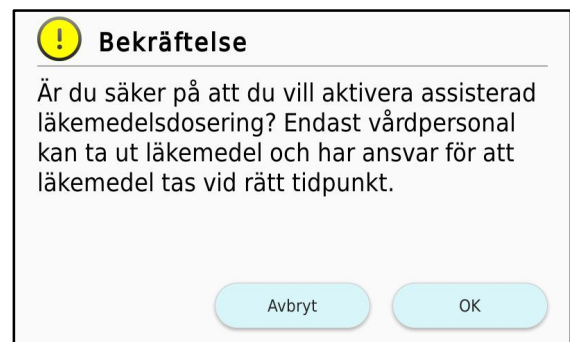 Bekräftelse
Är du säker på att du vill aktivera assisterad
läkemedelsdosering? Endast vårdpersonal
kan ta ut läkemedel och har ansvar för att
läkemedel tas vid rätt tidpunkt.
Avbryt OK